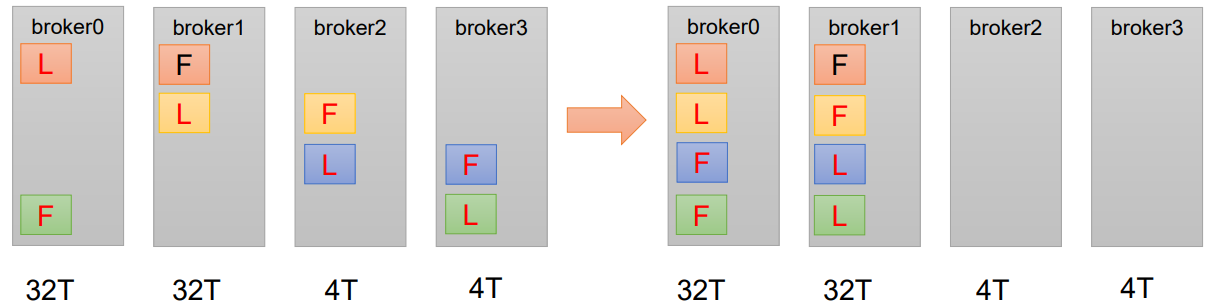 broker0 broker1 broker2 broker3 broker0 broker1 broker2 broker3
L F L F
L F L F
L F F L
F L F L
32T 32T 4T 4T 32T 32T 4T 4T